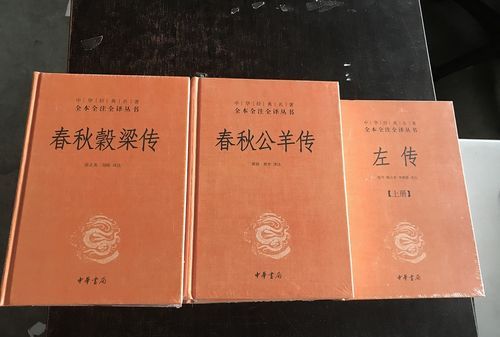 中华经典名著
全本全注全译丛书
春秋穀梁传
中华书局
中华经典名著
全本全注全译丛书
春秋公羊传
中华书局
中华经典名著
全本全注全译丛书
左传
【上册】
中华书局